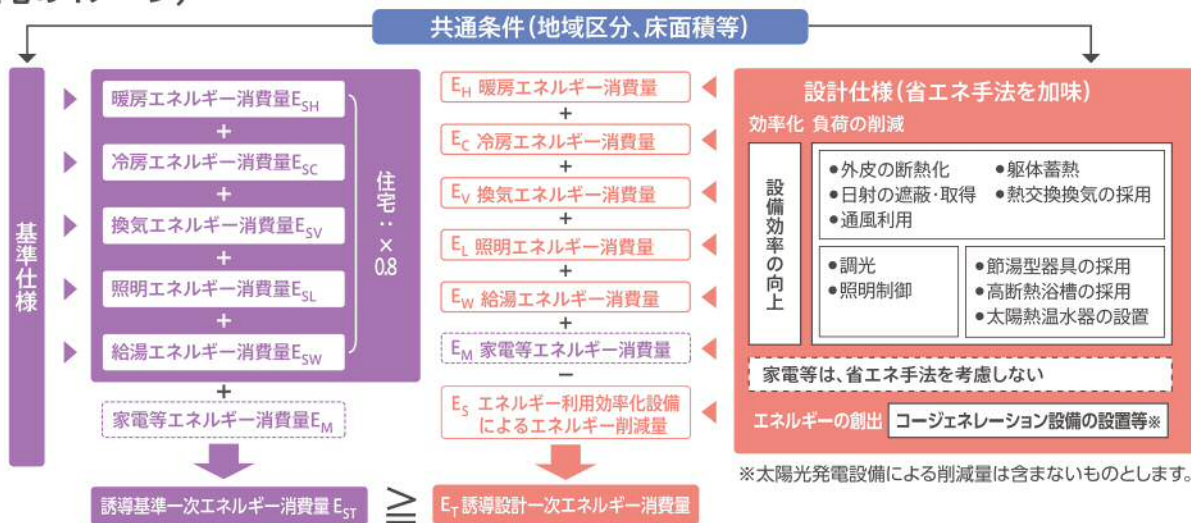 共通条件(地域区分、床面積等)
基準仕様
暖房エネルギー消費量ESH
+
冷房エネルギー消費量ESC
+
換気エネルギー消費量ESV
+
照明エネルギー消費量ESL
+
給湯エネルギー消費量ESW
住宅:×0.8
+
家電等エネルギー消費量EM
誘導基準一次エネルギー消費量 EST
≧
EH 暖房エネルギー消費量
+
EC 冷房エネルギー消費量
+
EV 換気エネルギー消費量
+
EL 照明エネルギー消費量
+
EW 給湯エネルギー消費量
+
EM 家電等エネルギー消費量
−
ES エネルギー利用効率化設備
によるエネルギー削減量
ET 誘導設計一次エネルギー消費量
設計仕様(省エネ手法を加味)
効率化 負荷の削減
設備効率の向上
●外皮の断熱化 ●躯体蓄熱
●日射の遮蔽・取得 ●熱交換換気の採用
●通風利用
●調光
●照明制御
●節湯型器具の採用
●高断熱浴槽の採用
●太陽熱温水器の設置
家電等は、省エネ手法を考慮しない
エネルギーの創出 コージェネレーション設備の設置等※
※太陽光発電設備による削減量は含まないものとします。